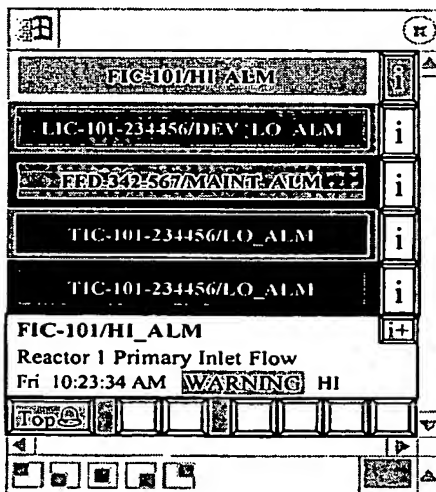 FIC-101/HI_ALM
i
LIC-101-234456/DEV_LO_ALM
i
FFD-342-567/MAINT_ALM
i
TIC-101-234456/LO_ALM
i
TIC-101-234456/LO_ALM
i
FIC-101/HI_ALM
i+
Reactor 1 Primary Inlet Flow
Fri 10:23:34 AM WARNING HI
Top